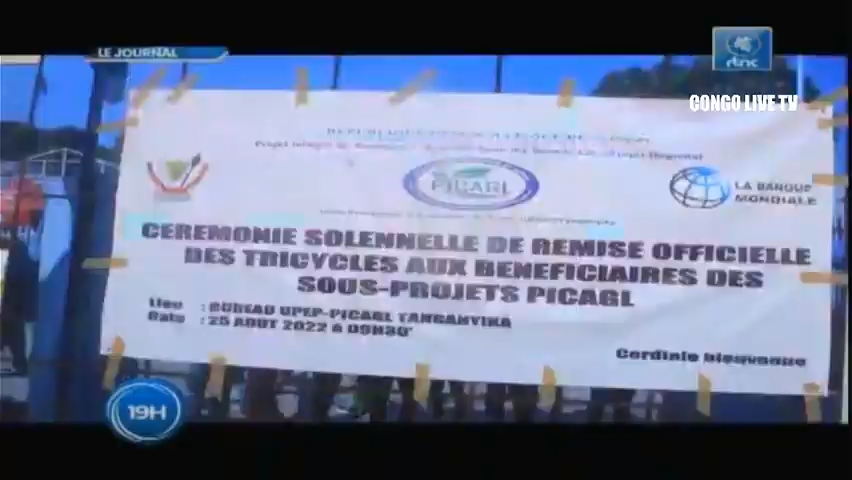 LE JOURNAL
rtnc
CONGO LIVE TV
PICAGL
LA BANQUE
MONDIALE
CEREMONIE SOLENNELLE DE REMISE OFFICIELLE
DES TRICYCLES AUX BENEFICIAIRES DES
SOUS-PROJETS PICAGL
Lieu : BUREAU UPEP-PICAGL TANGANYIKA
Date : 25 AOUT 2022 à 09H30'
Cordiale bienvenue
19H